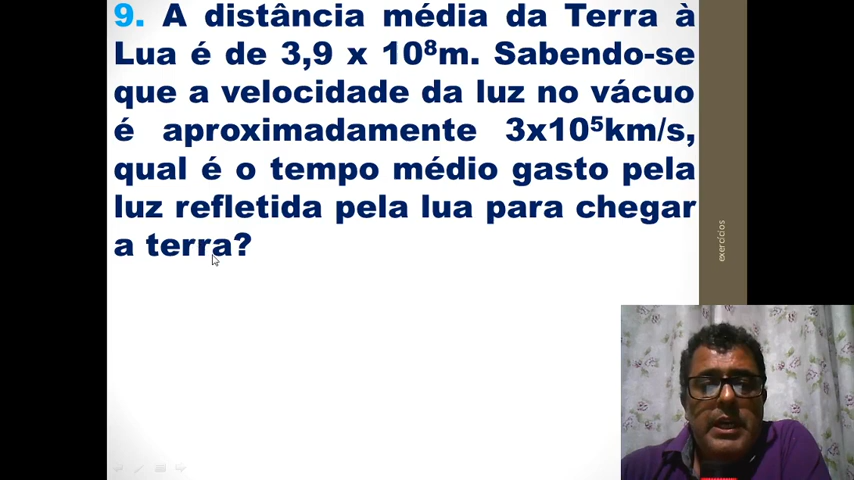 9. A distância média da Terra à
Lua é de 3,9 x 10⁸m. Sabendo-se
que a velocidade da luz no vácuo
é aproximadamente 3x10⁵km/s,
qual é o tempo médio gasto pela
luz refletida pela lua para chegar
a terra?
exercícios